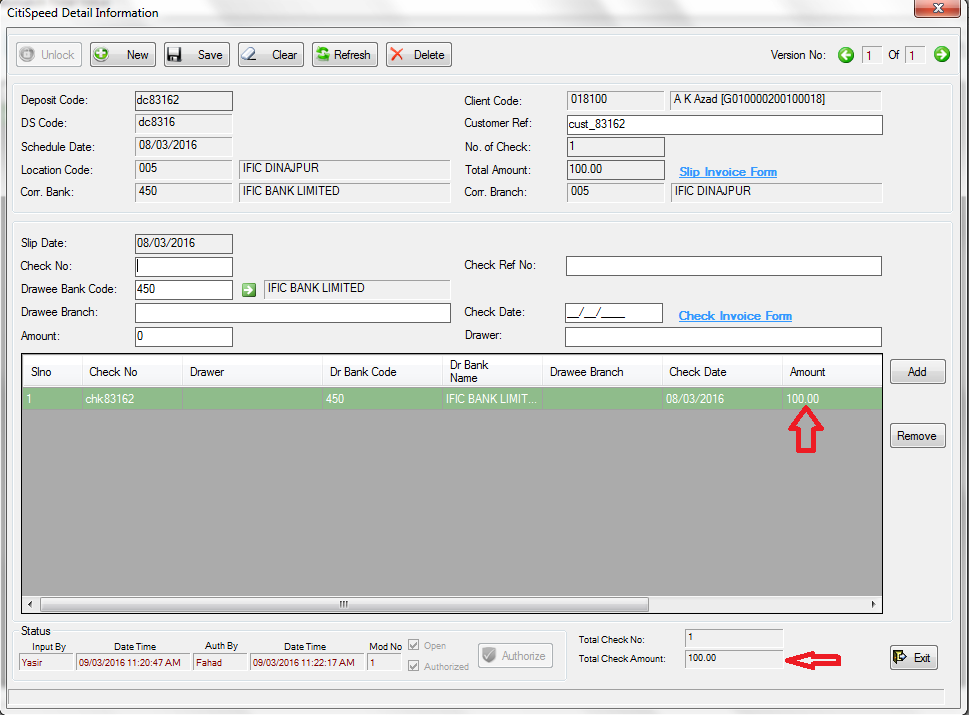 CitiSpeed Detail Information
Unlock New Save Clear Refresh Delete Version No: 1 Of 1
Deposit Code: dc83162 Client Code: 018100 A K Azad [G010000200100018]
DS Code: dc8316 Customer Ref: cust_83162
Schedule Date: 08/03/2016 No. of Check: 1
Location Code: 005 IFIC DINAJPUR Total Amount: 100.00 Slip Invoice Form
Corr. Bank: 450 IFIC BANK LIMITED Corr. Branch: 005 IFIC DINAJPUR
Slip Date: 08/03/2016
Check No: Check Ref No:
Drawee Bank Code: 450 IFIC BANK LIMITED
Drawee Branch: Check Date: __/__/____ Check Invoice Form
Amount: 0 Drawer:
Slno Check No Drawer Dr Bank Code Dr Bank Name Drawee Branch Check Date Amount Add
1 chk83162 450 IFIC BANK LIMIT... 08/03/2016 100.00
Remove
Status
Input By Date Time Auth By Date Time Mod No Open Total Check No: 1
Yasir 09/03/2016 11:20:47 AM Fahad 09/03/2016 11:22:17 AM 1 Authorized Authorize Total Check Amount: 100.00 Exit